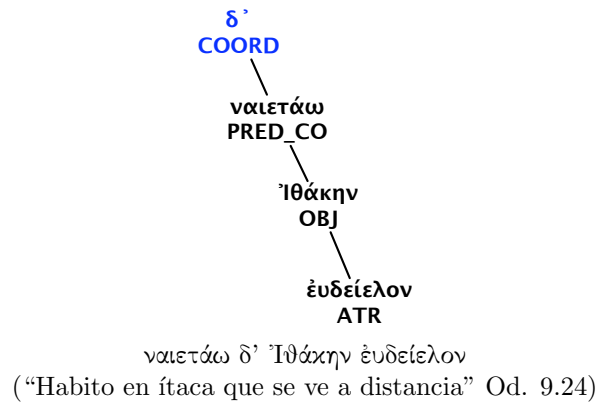 δ᾽
COORD
ναιετάω
PRED_CO
Ἰθάκην
OBJ
ἐυδείελον
ATR
ναιετάω δ’ Ἰθάκην ἐυδείελον
(“Habito en ítaca que se ve a distancia” Od. 9.24)